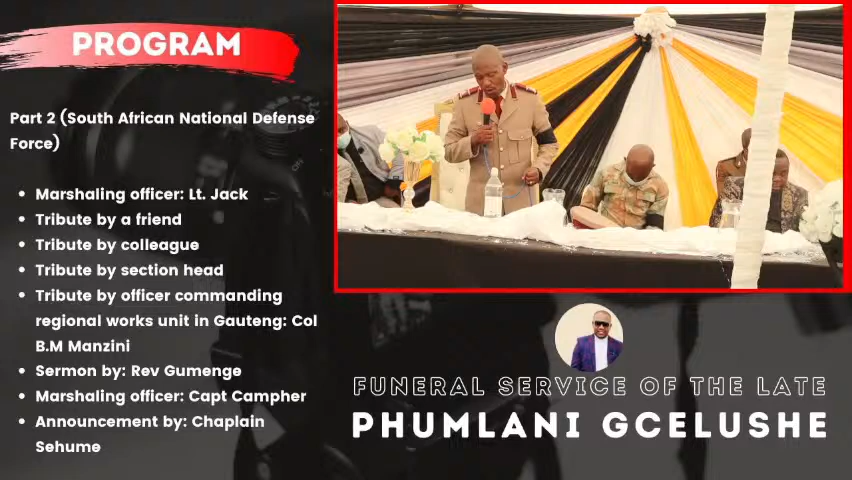 PROGRAM
Part 2 (South African National Defense
Force)
• Marshaling officer: Lt. Jack
• Tribute by a friend
• Tribute by colleague
• Tribute by section head
• Tribute by officer commanding
regional works unit in Gauteng: Col
B.M Manzini
• Sermon by: Rev Gumenge
• Marshaling officer: Capt Campher
• Announcement by: Chaplain
Sehume
FUNERAL SERVICE OF THE LATE
PHUMLANI GCELUSHE